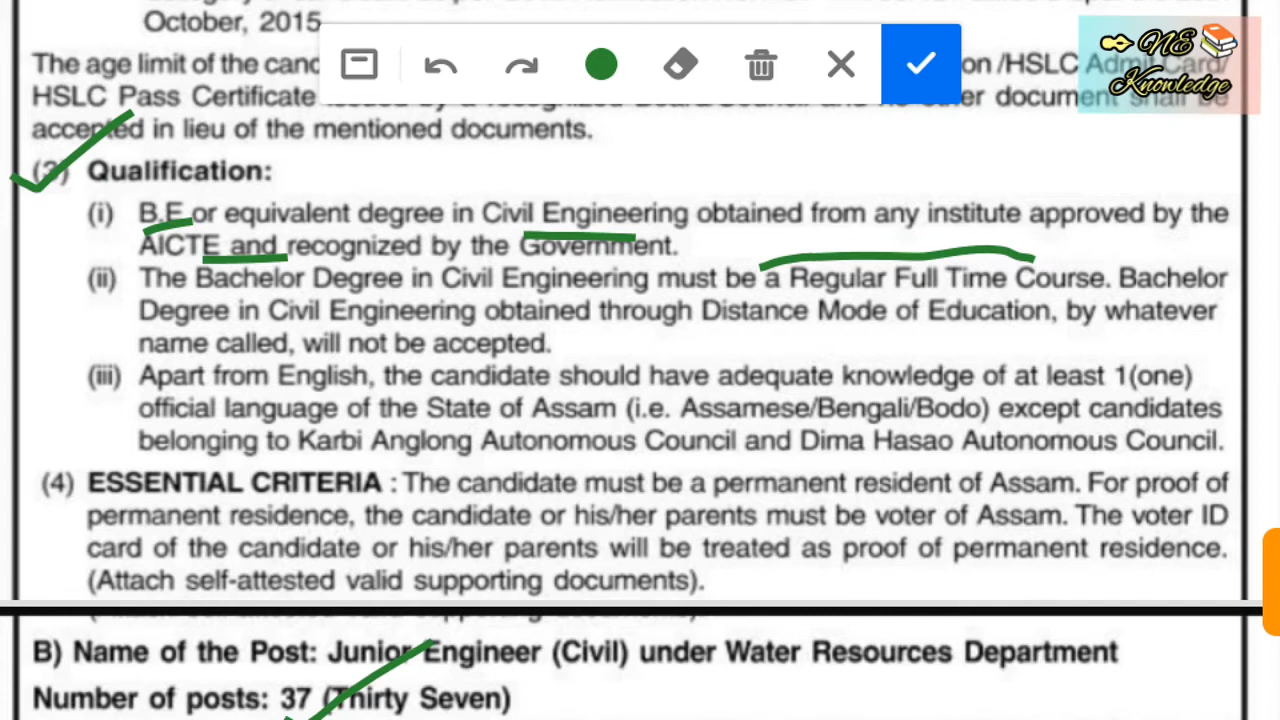 October, 2015
The age limit of the on /HSLC Admit Card/
HSLC Pass Certificate document shall be
accepted in lieu of the mentioned documents.
(3) Qualification:
(i) B.E or equivalent degree in Civil Engineering obtained from any institute approved by the
AICTE and recognized by the Government.
(ii) The Bachelor Degree in Civil Engineering must be a Regular Full Time Course. Bachelor
Degree in Civil Engineering obtained through Distance Mode of Education, by whatever
name called, will not be accepted.
(iii) Apart from English, the candidate should have adequate knowledge of at least 1(one)
official language of the State of Assam (i.e. Assamese/Bengali/Bodo) except candidates
belonging to Karbi Anglong Autonomous Council and Dima Hasao Autonomous Council.
(4) ESSENTIAL CRITERIA : The candidate must be a permanent resident of Assam. For proof of
permanent residence, the candidate or his/her parents must be voter of Assam. The voter ID
card of the candidate or his/her parents will be treated as proof of permanent residence.
(Attach self-attested valid supporting documents).
B) Name of the Post: Junior Engineer (Civil) under Water Resources Department
Number of posts: 37 (Thirty Seven)
NE
Knowledge